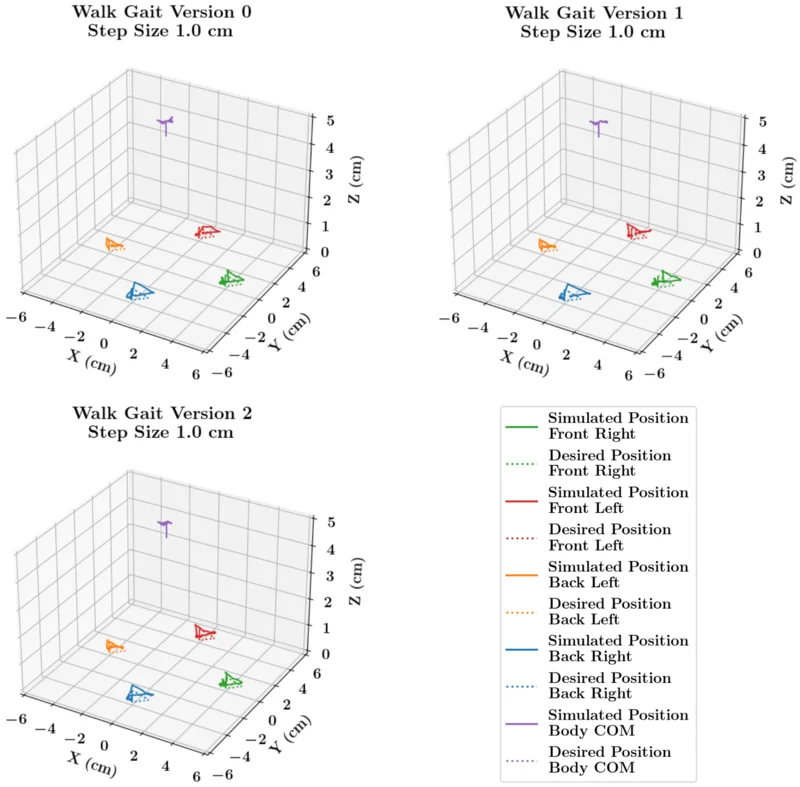 Walk Gait Version 0
Step Size 1.0 cm
5
4
3
2
1
0
Z (cm)
−6
−4
−2
0
2
4
6
X (cm)
−6
−4
−2
0
2
4
6
Y (cm)
Walk Gait Version 1
Step Size 1.0 cm
5
4
3
2
1
0
Z (cm)
−6
−4
−2
0
2
4
6
X (cm)
−6
−4
−2
0
2
4
6
Y (cm)
Walk Gait Version 2
Step Size 1.0 cm
5
4
3
2
1
0
Z (cm)
−6
−4
−2
0
2
4
6
X (cm)
−6
−4
−2
0
2
4
6
Y (cm)
Simulated Position
Front Right
Desired Position
Front Right
Simulated Position
Front Left
Desired Position
Front Left
Simulated Position
Back Left
Desired Position
Back Left
Simulated Position
Back Right
Desired Position
Back Right
Simulated Position
Body COM
Desired Position
Body COM